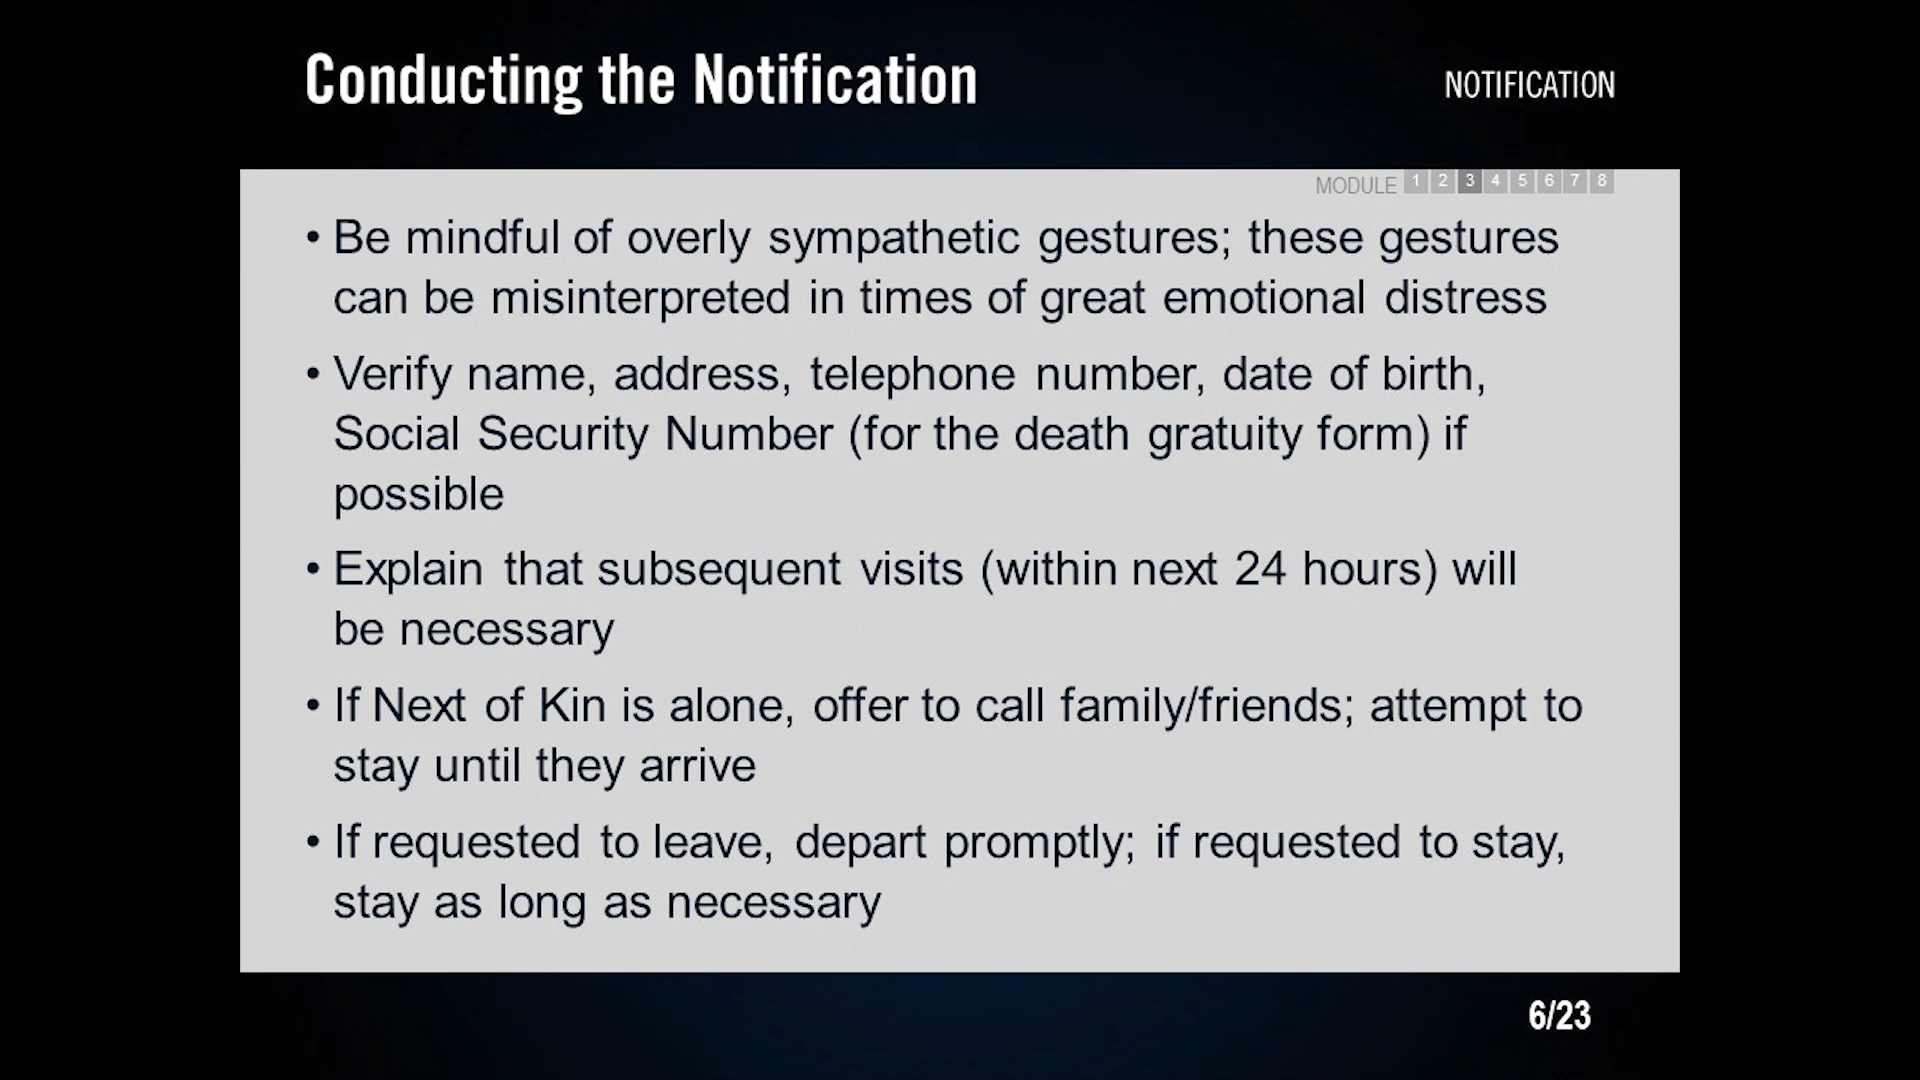 Conducting the Notification
NOTIFICATION
MODULE 1 2 3 4 5 6 7 8
• Be mindful of overly sympathetic gestures; these gestures
can be misinterpreted in times of great emotional distress
• Verify name, address, telephone number, date of birth,
Social Security Number (for the death gratuity form) if
possible
• Explain that subsequent visits (within next 24 hours) will
be necessary
• If Next of Kin is alone, offer to call family/friends; attempt to
stay until they arrive
• If requested to leave, depart promptly; if requested to stay,
stay as long as necessary
6/23